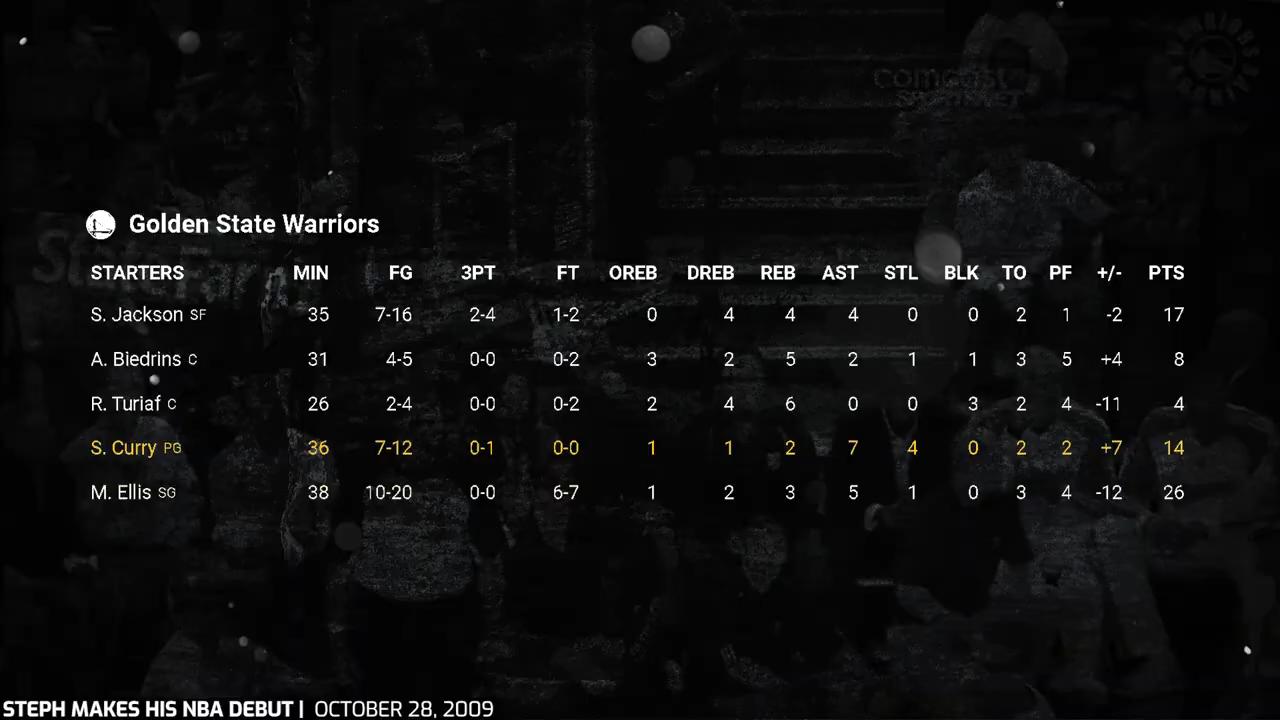 comcast
SPORTSNET
WARRIORS
StateFarm
Golden State Warriors
STARTERS MIN FG 3PT FT OREB DREB REB AST STL BLK TO PF +/- PTS
S. Jackson SF 35 7-16 2-4 1-2 0 4 4 4 0 0 2 1 -2 17
A. Biedrins C 31 4-5 0-0 0-2 3 2 5 2 1 1 3 5 +4 8
R. Turiaf C 26 2-4 0-0 0-2 2 4 6 0 0 3 2 4 -11 4
S. Curry PG 36 7-12 0-1 0-0 1 1 2 7 4 0 2 2 +7 14
M. Ellis SG 38 10-20 0-0 6-7 1 2 3 5 1 0 3 4 -12 26
STEPH MAKES HIS NBA DEBUT | OCTOBER 28, 2009